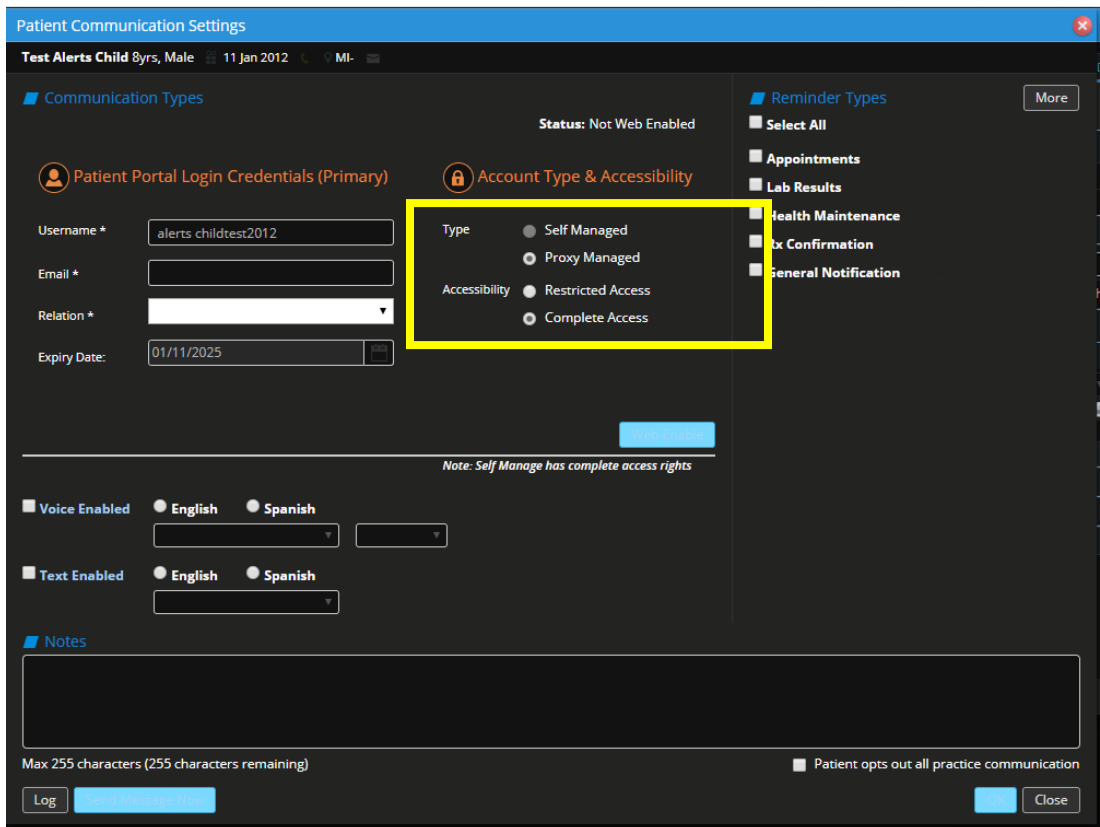 Patient Communication Settings
Test Alerts Child 8yrs, Male 11 Jan 2012 MI-
Communication Types
Status: Not Web Enabled
Patient Portal Login Credentials (Primary)
Username * alerts childtest2012
Email *
Relation *
Expiry Date: 01/11/2025
Account Type & Accessibility
Type Self Managed
Proxy Managed
Accessibility Restricted Access
Complete Access
Web Enable
Note: Self Manage has complete access rights
Reminder Types More
Select All
Appointments
Lab Results
Health Maintenance
Rx Confirmation
General Notification
Voice Enabled English Spanish
Text Enabled English Spanish
Notes
Max 255 characters (255 characters remaining)
Patient opts out all practice communication
Log Send Message Now OK Close